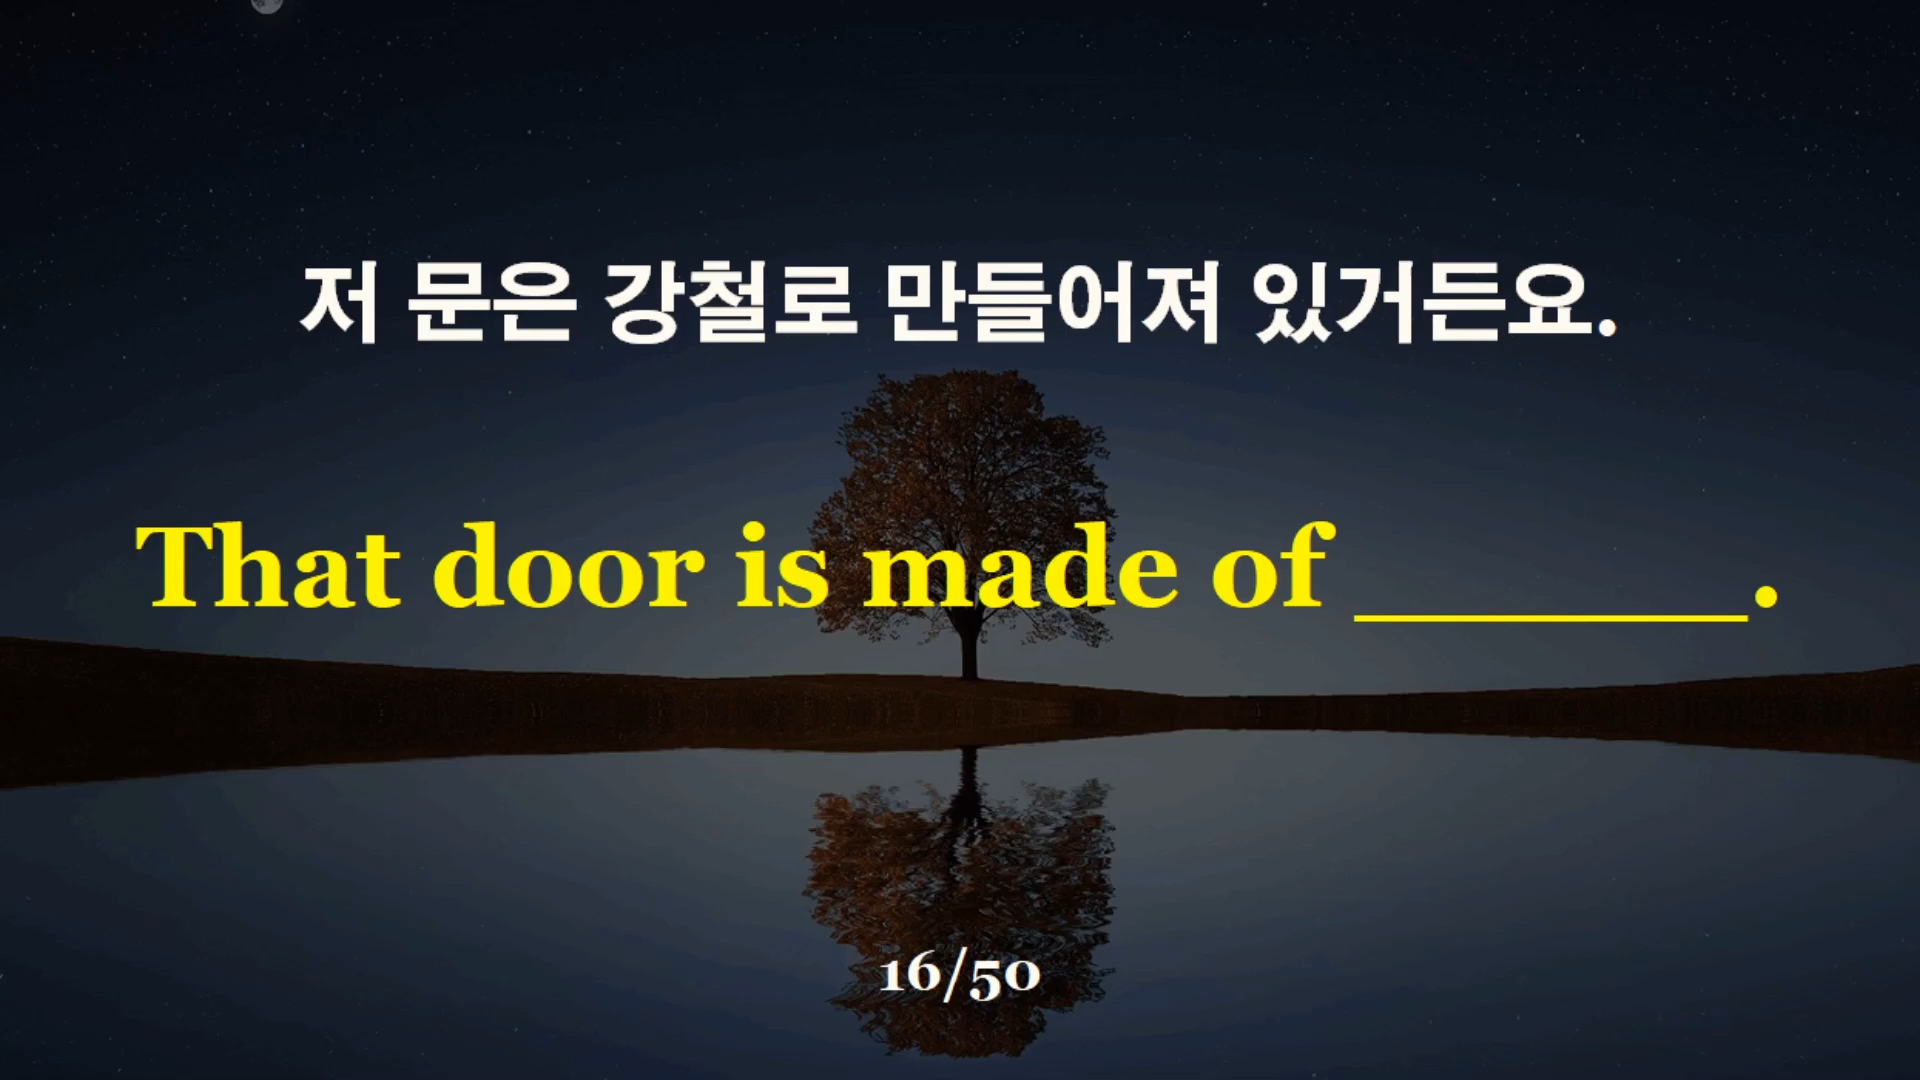 저 문은 강철로 만들어져 있거든요.
That door is made of ______.
16/50